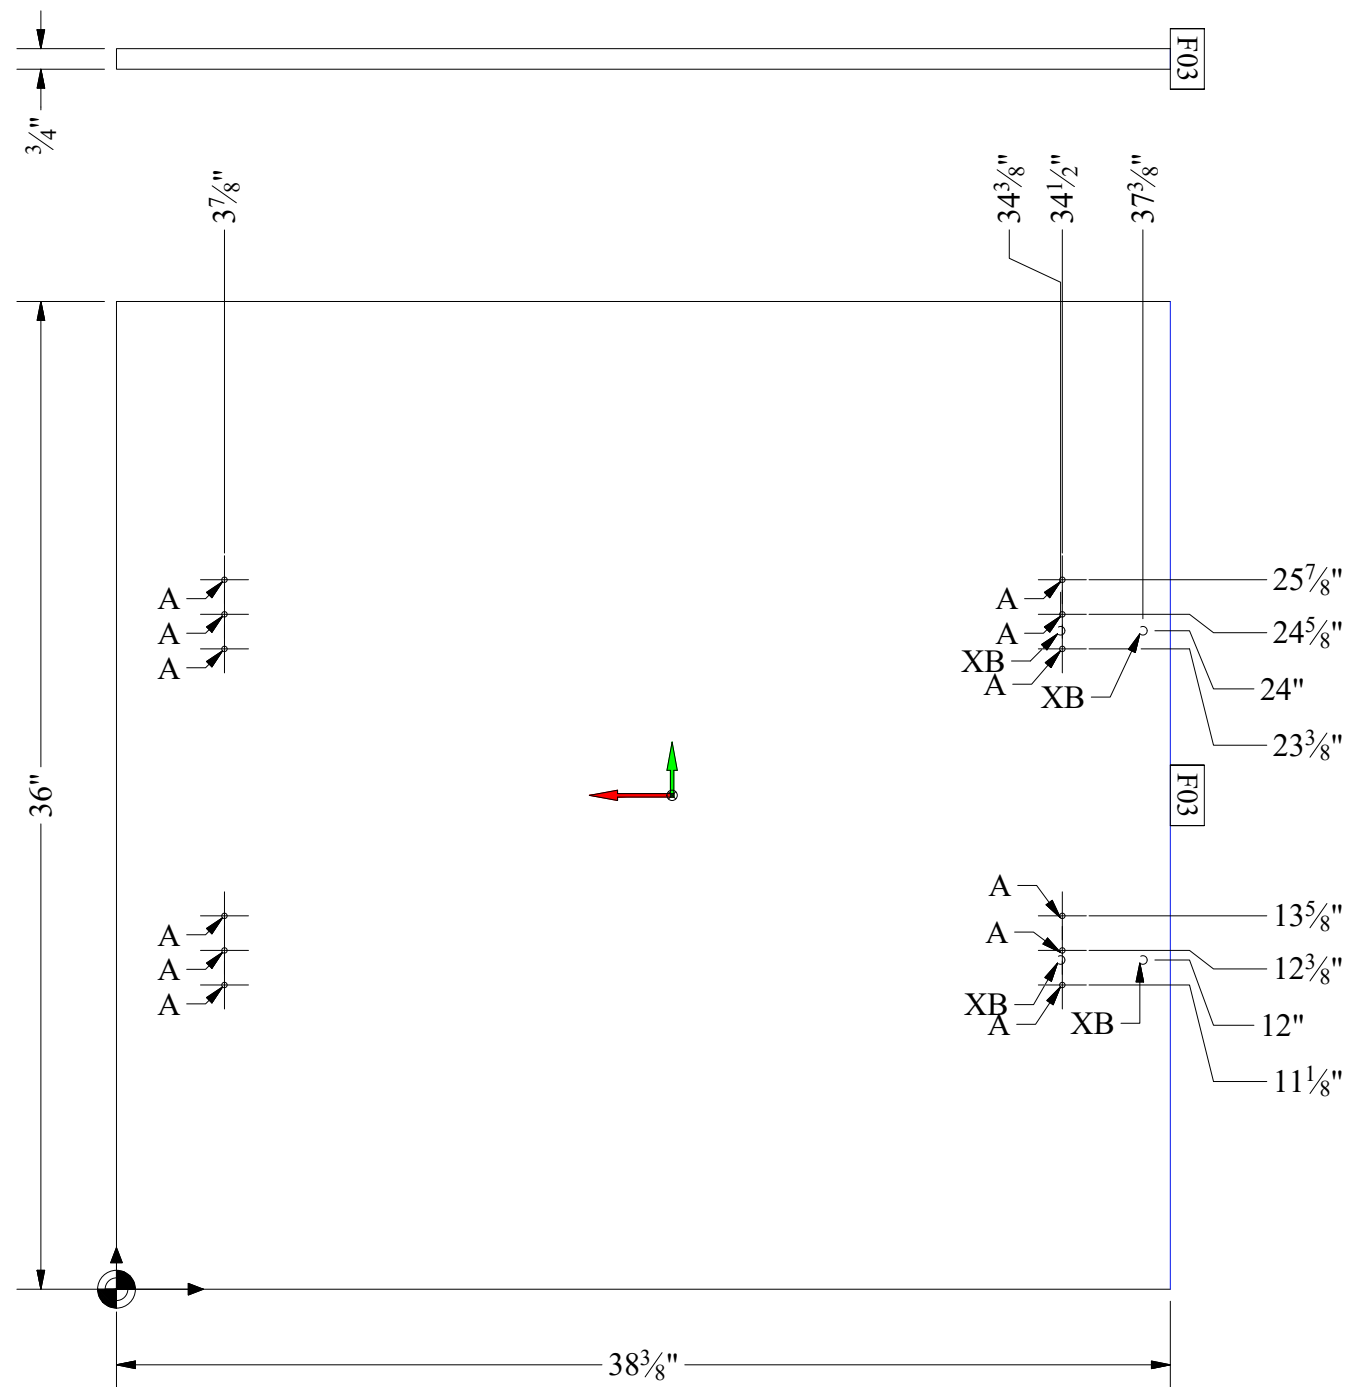 F03
3/4"
3 7/8"
34 3/8"
34 1/2"
37 3/8"
A
A
A
A
A
XB
A
XB
25 7/8"
24 5/8"
24"
23 3/8"
36"
F03
A
A
A
A
A
XB
A
XB
13 5/8"
12 3/8"
12"
11 1/8"
38 3/8"